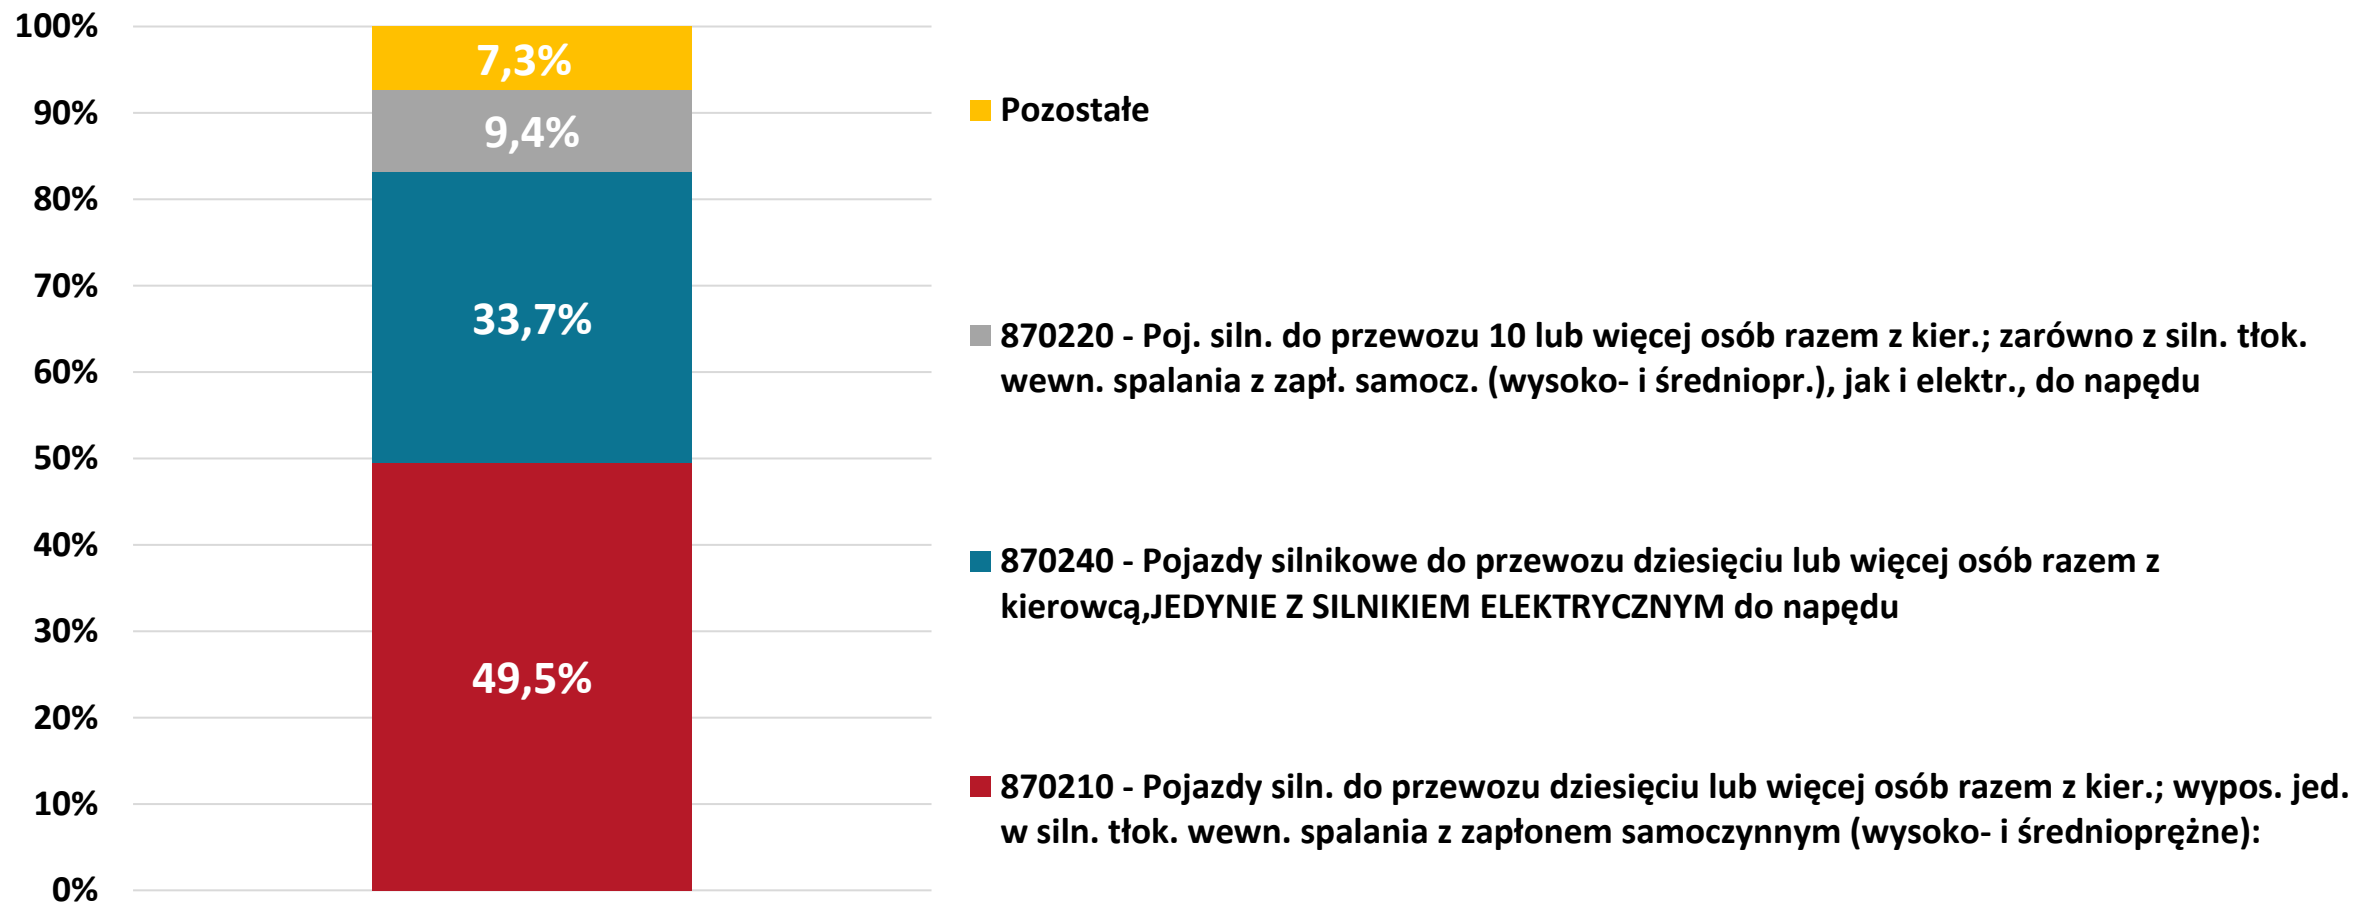 100%
90%
80%
70%
60%
50%
40%
30%
20%
10%
0%
7,3%
9,4%
33,7%
49,5%
Pozostałe
870220 - Poj. siln. do przewozu 10 lub więcej osób razem z kier.; zarówno z siln. tłok.
wewn. spalania z zapł. samocz. (wysoko- i średniopr.), jak i elektr., do napędu
870240 - Pojazdy silnikowe do przewozu dziesięciu lub więcej osób razem z
kierowcą,JEDYNIE Z SILNIKIEM ELEKTRYCZNYM do napędu
870210 - Pojazdy siln. do przewozu dziesięciu lub więcej osób razem z kier.; wypos. jed.
w siln. tłok. wewn. spalania z zapłonem samoczynnym (wysoko- i średnioprężne):